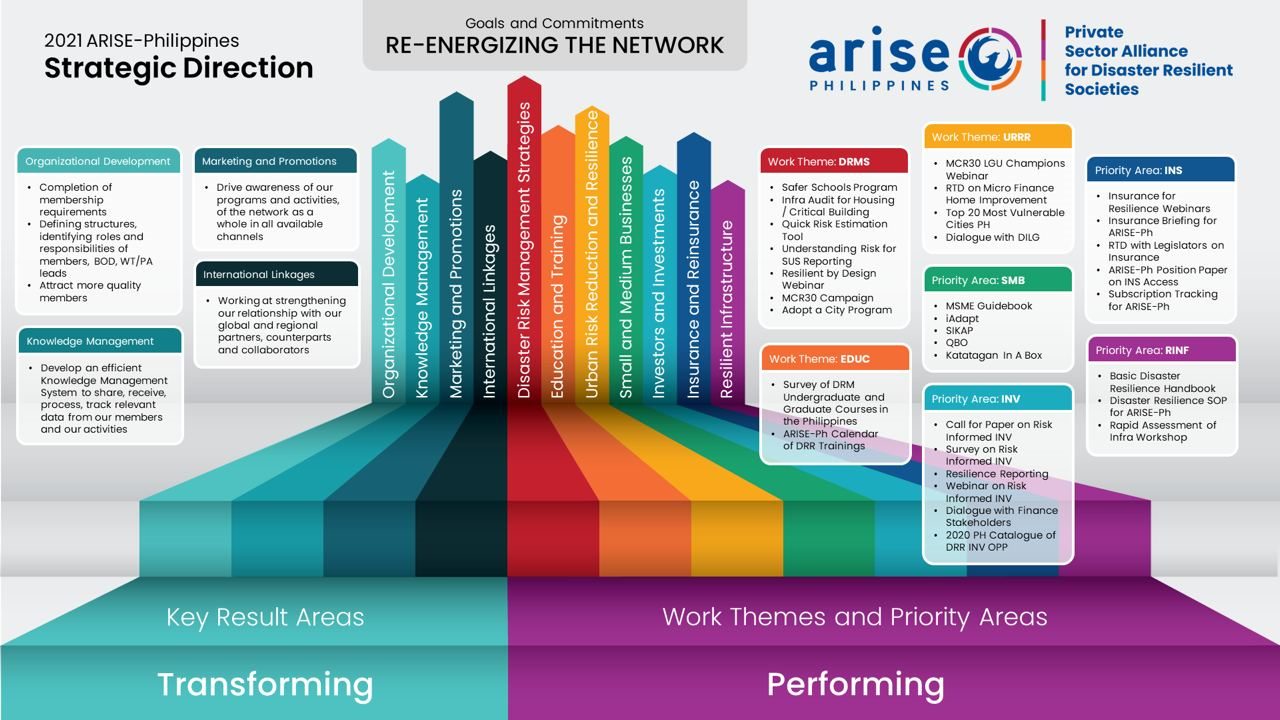 2021 ARISE-Philippines
Strategic Direction
Goals and Commitments
RE-ENERGIZING THE NETWORK
arise
PHILIPPINES
Private
Sector Alliance
for Disaster Resilient
Societies
Organizational Development
• Completion of
membership
requirements
• Defining structures,
identifying roles and
responsibilities of
members, BOD, WT/PA
leads
• Attract more quality
members
Knowledge Management
• Develop an efficient
Knowledge Management
System to share, receive,
process, track relevant
data from our members
and our activities
Marketing and Promotions
• Drive awareness of our
programs and activities,
of the network as a
whole in all available
channels
International Linkages
• Working at strengthening
our relationship with our
global and regional
partners, counterparts
and collaborators
Organizational Development
Knowledge Management
Marketing and Promotions
International Linkages
Disaster Risk Management Strategies
Education and Training
Urban Risk Reduction and Resilience
Small and Medium Businesses
Investors and Investments
Insurance and Reinsurance
Resilient Infrastructure
Work Theme: DRMS
• Safer Schools Program
• Infra Audit for Housing
/ Critical Building
• Quick Risk Estimation
Tool
• Understanding Risk for
SUS Reporting
• Resilient by Design
Webinar
• MCR30 Campaign
• Adopt a City Program
Work Theme: EDUC
• Survey of DRM
Undergraduate and
Graduate Courses in
the Philippines
• ARISE-Ph Calendar
of DRR Trainings
Work Theme: URRR
• MCR30 LGU Champions
Webinar
• RTD on Micro Finance
Home Improvement
• Top 20 Most Vulnerable
Cities PH
• Dialogue with DILG
Priority Area: SMB
• MSME Guidebook
• iAdapt
• SIKAP
• QBO
• Katatagan In A Box
Priority Area: INV
• Call for Paper on Risk
Informed INV
• Survey on Risk
Informed INV
• Resilience Reporting
• Webinar on Risk
Informed INV
• Dialogue with Finance
Stakeholders
• 2020 PH Catalogue of
DRR INV OPP
Priority Area: INS
• Insurance for
Resilience Webinars
• Insurance Briefing for
ARISE-Ph
• RTD with Legislators on
Insurance
• ARISE-Ph Position Paper
on INS Access
• Subscription Tracking
for ARISE-Ph
Priority Area: RINF
• Basic Disaster
Resilience Handbook
• Disaster Resilience SOP
for ARISE-Ph
• Rapid Assessment of
Infra Workshop
Key Result Areas
Work Themes and Priority Areas
Transforming
Performing